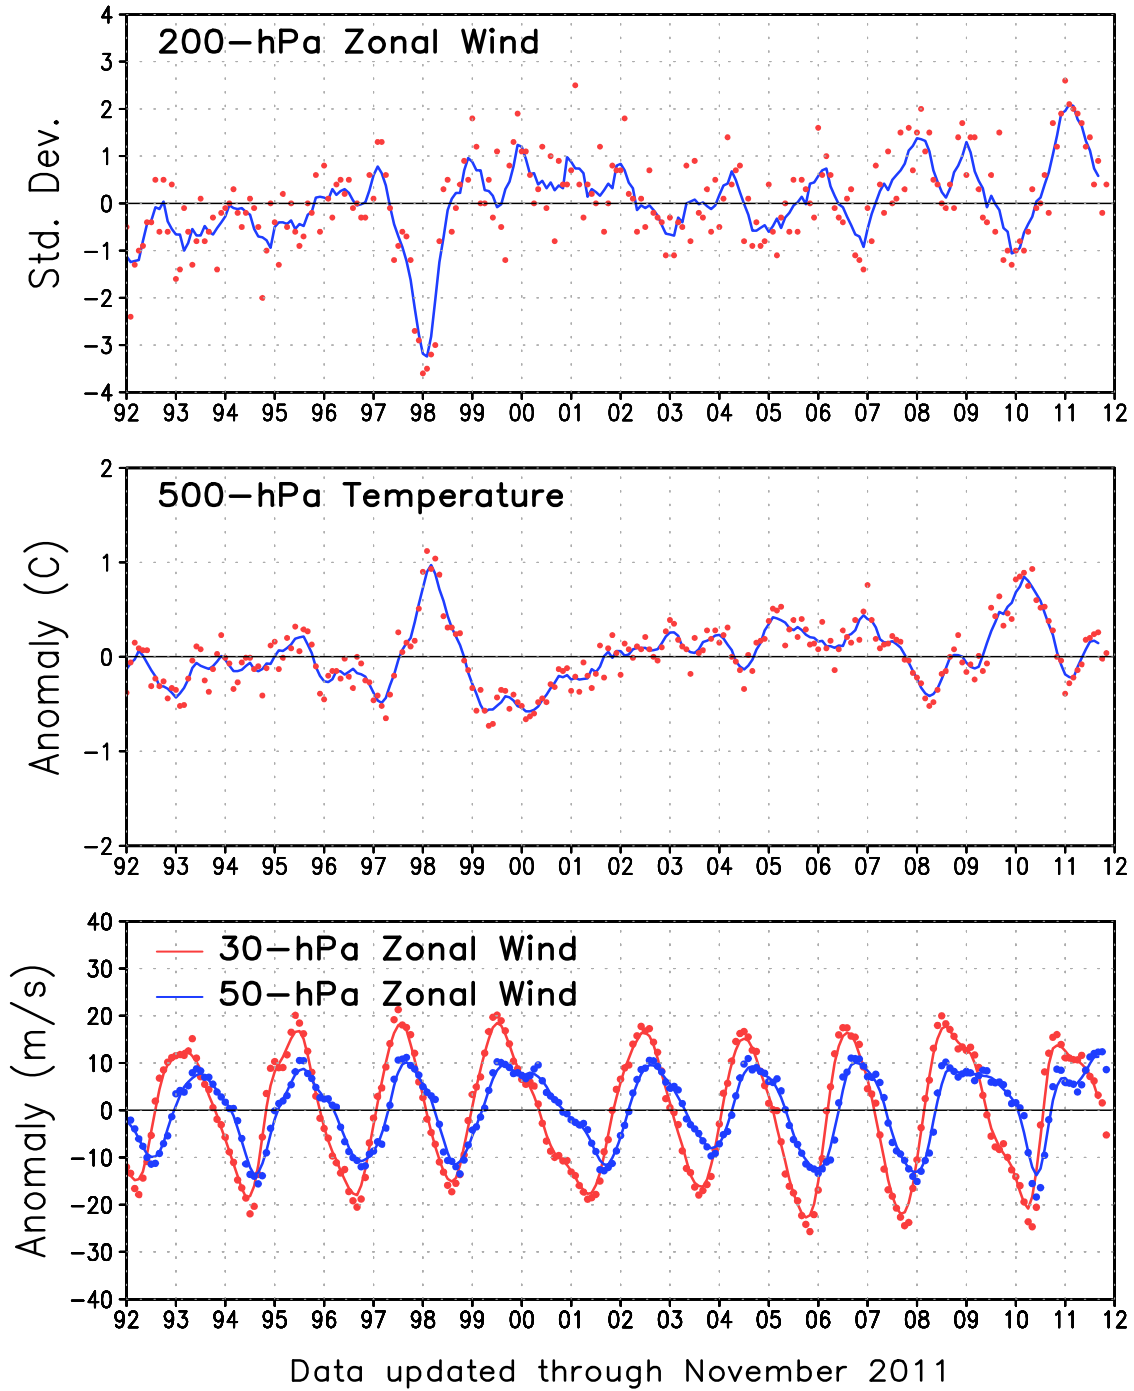 200-hPa Zonal Wind
Std. Dev.
4
3
2
1
0
-1
-2
-3
-4
92 93 94 95 96 97 98 99 00 01 02 03 04 05 06 07 08 09 10 11 12
500-hPa Temperature
Anomaly (C)
2
1
0
-1
-2
92 93 94 95 96 97 98 99 00 01 02 03 04 05 06 07 08 09 10 11 12
30-hPa Zonal Wind
50-hPa Zonal Wind
Anomaly (m/s)
40
30
20
10
0
-10
-20
-30
-40
92 93 94 95 96 97 98 99 00 01 02 03 04 05 06 07 08 09 10 11 12
Data updated through November 2011